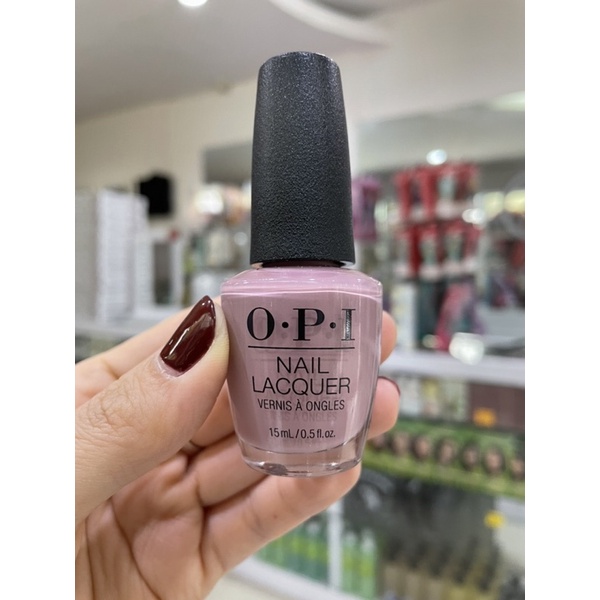 O·P·I
NAIL
LACQUER
VERNIS À ONGLES
15 mL / 0.5 fl. oz.